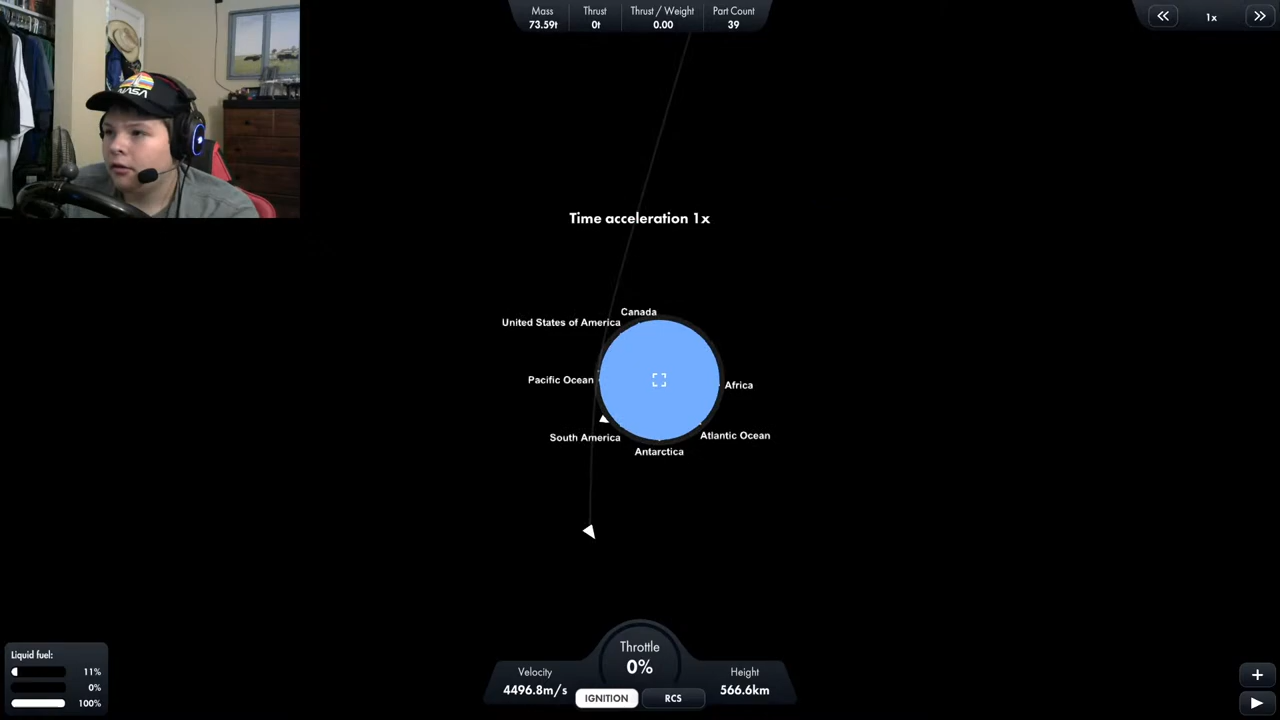 Mass
73.59t
Thrust
0t
Thrust / Weight
0.00
Part Count
39
1x
NASA
Time acceleration 1x
Canada
United States of America
Pacific Ocean
Africa
South America
Atlantic Ocean
Antarctica
Liquid fuel:
11%
0%
100%
Throttle
0%
Velocity
4496.8m/s
Height
566.6km
IGNITION
RCS